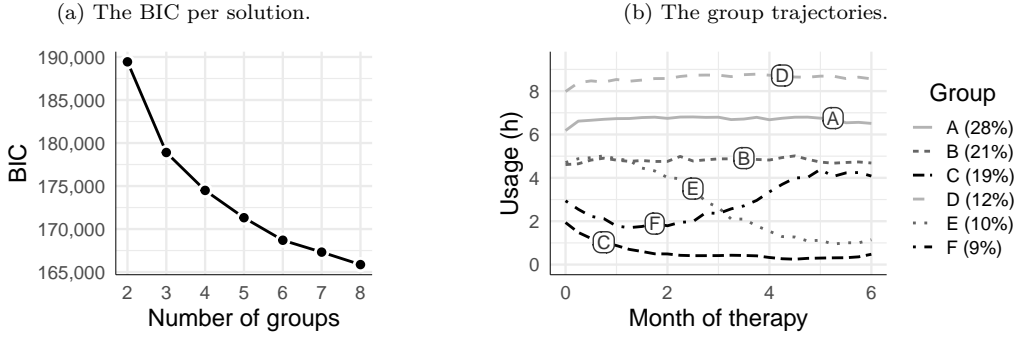 (a) The BIC per solution.
190,000
185,000
180,000
175,000
170,000
165,000
BIC
2 3 4 5 6 7 8
Number of groups
(b) The group trajectories.
8
6
4
2
0
Usage (h)
D
A
B
E
F
C
0 2 4 6
Month of therapy
Group
A (28%)
B (21%)
C (19%)
D (12%)
E (10%)
F (9%)